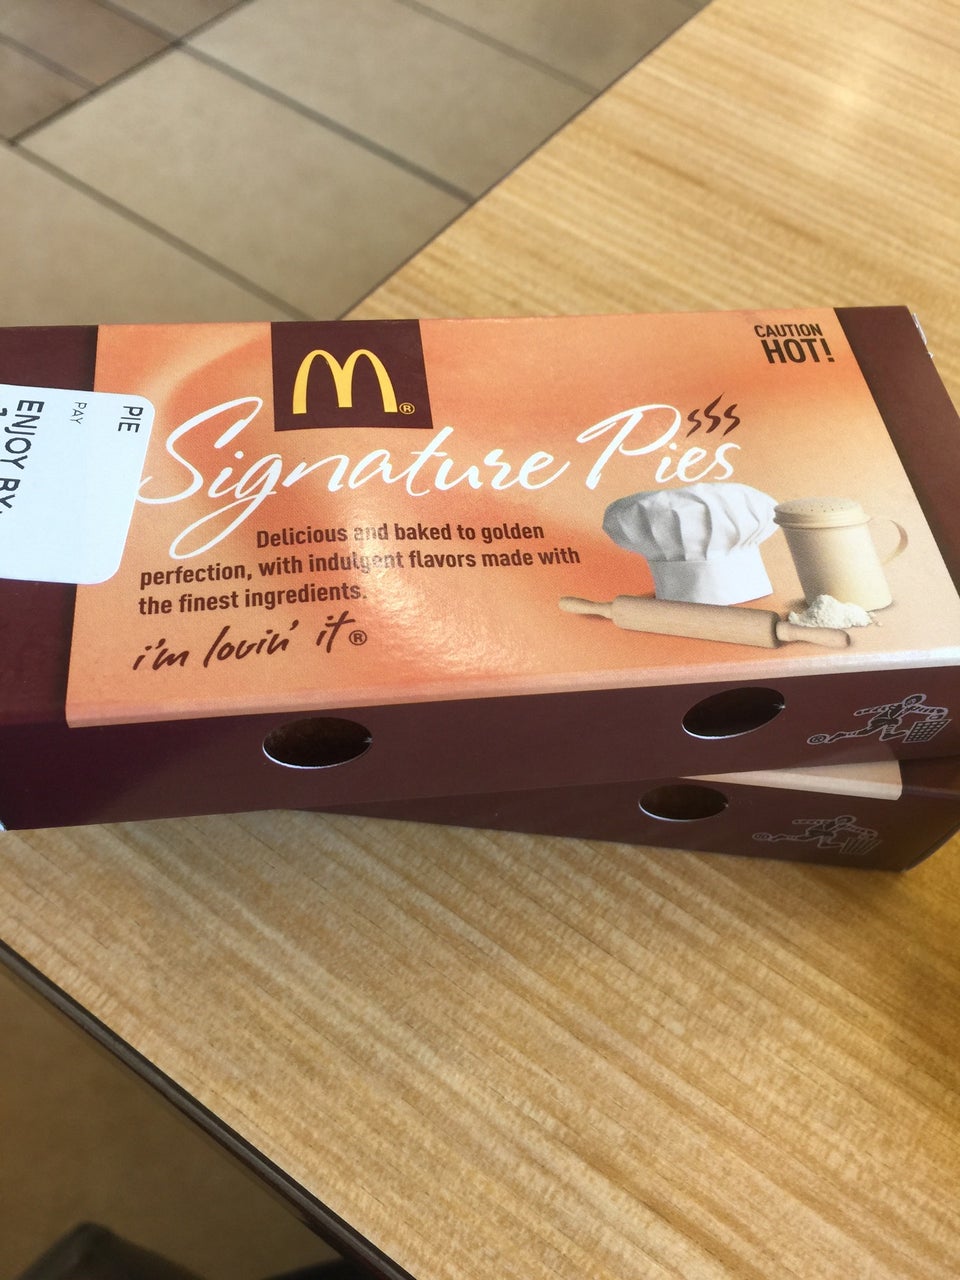 CAUTION
HOT!
M®
Signature Pies
Delicious and baked to golden
perfection, with indulgent flavors made with
the finest ingredients.
i'm lovin' it®
PIE
PAY
ENJOY BY